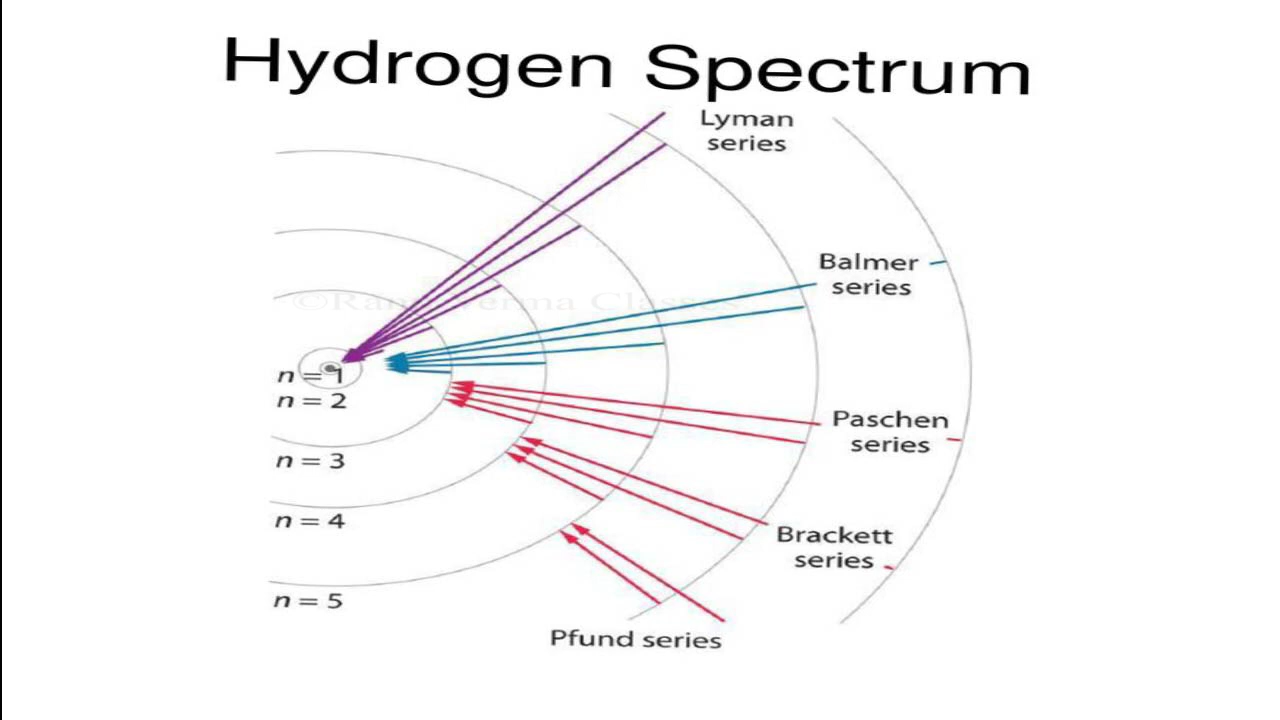 Hydrogen Spectrum
Lyman
series
Balmer
series
n = 1
n = 2
Paschen
series
n = 3
n = 4
Brackett
series
n = 5
Pfund series